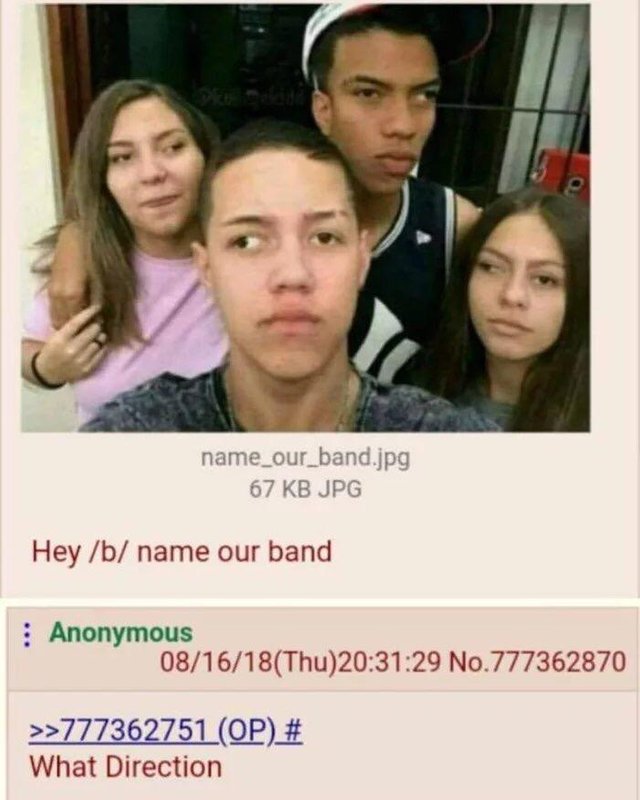 name_our_band.jpg
67 KB JPG
Hey /b/ name our band
Anonymous
08/16/18(Thu)20:31:29 No.777362870
>>777362751 (OP) #
What Direction